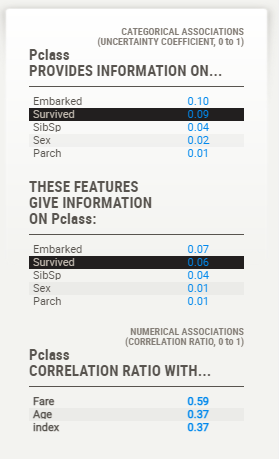 CATEGORICAL ASSOCIATIONS
(UNCERTAINTY COEFFICIENT, 0 to 1)
Pclass
PROVIDES INFORMATION ON...
Embarked 0.10
Survived 0.09
SibSp 0.04
Sex 0.02
Parch 0.01
THESE FEATURES
GIVE INFORMATION
ON Pclass:
Embarked 0.07
Survived 0.06
SibSp 0.04
Sex 0.01
Parch 0.01
NUMERICAL ASSOCIATIONS
(CORRELATION RATIO, 0 to 1)
Pclass
CORRELATION RATIO WITH...
Fare 0.59
Age 0.37
index 0.37